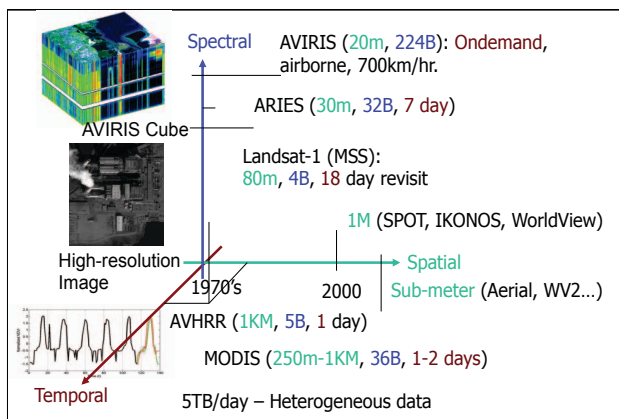 Spectral
AVIRIS (20m, 224B): Ondemand,
airborne, 700km/hr.
ARIES (30m, 32B, 7 day)
AVIRIS Cube
Landsat-1 (MSS):
80m, 4B, 18 day revisit
1M (SPOT, IKONOS, WorldView)
High-resolution
Image
Spatial
1970's
2000
Sub-meter (Aerial, WV2...)
AVHRR (1KM, 5B, 1 day)
MODIS (250m-1KM, 36B, 1-2 days)
Temporal
5TB/day – Heterogeneous data